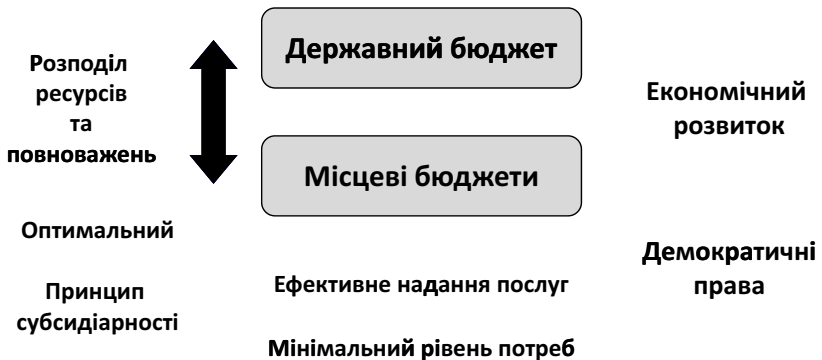 Розподіл
ресурсів
та
повноважень
Державний бюджет
Місцеві бюджети
Економічний
розвиток
Оптимальний
Принцип
субсидіарності
Ефективне надання послуг
Мінімальний рівень потреб
Демократичні
права